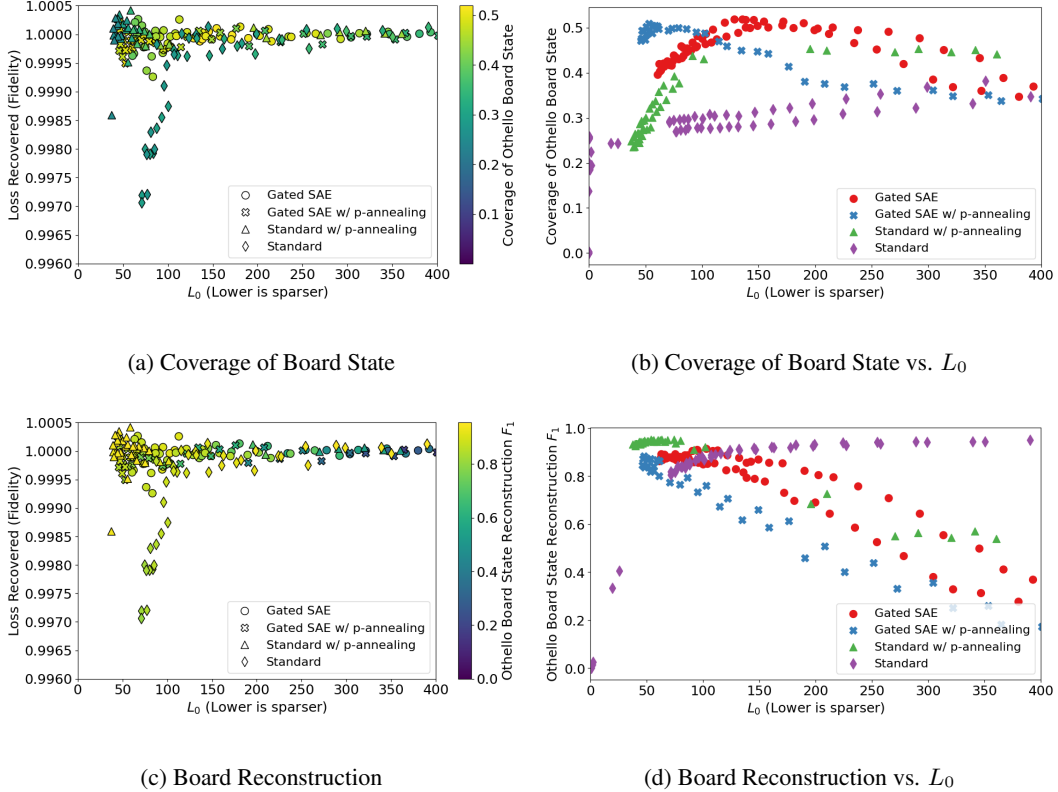 1.0005
1.0000
0.9995
0.9990
0.9985
0.9980
0.9975
0.9970
0.9965
0.9960
Loss Recovered (Fidelity)
0 50 100 150 200 250 300 350 400
L₀ (Lower is sparser)
Gated SAE
Gated SAE w/ p-annealing
Standard w/ p-annealing
Standard
0.5
0.4
0.3
0.2
0.1
Coverage of Othello Board State
0.5
0.4
0.3
0.2
0.1
0.0
Coverage of Othello Board State
0 50 100 150 200 250 300 350 400
L₀ (Lower is sparser)
Gated SAE
Gated SAE w/ p-annealing
Standard w/ p-annealing
Standard
(a) Coverage of Board State
(b) Coverage of Board State vs. L₀
1.0005
1.0000
0.9995
0.9990
0.9985
0.9980
0.9975
0.9970
0.9965
0.9960
Loss Recovered (Fidelity)
0 50 100 150 200 250 300 350 400
L₀ (Lower is sparser)
Gated SAE
Gated SAE w/ p-annealing
Standard w/ p-annealing
Standard
0.8
0.6
0.4
0.2
0.0
Othello Board State Reconstruction F₁
1.0
0.8
0.6
0.4
0.2
0.0
Othello Board State Reconstruction F₁
0 50 100 150 200 250 300 350 400
L₀ (Lower is sparser)
Gated SAE
Gated SAE w/ p-annealing
Standard w/ p-annealing
Standard
(c) Board Reconstruction
(d) Board Reconstruction vs. L₀